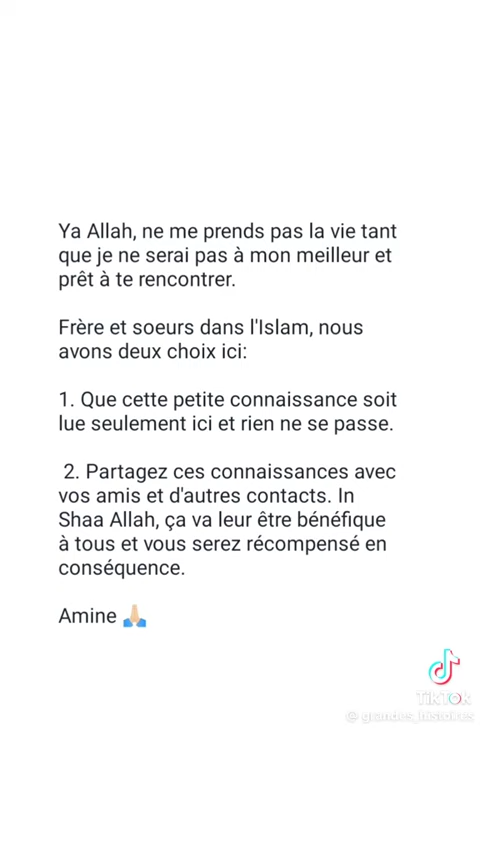 Ya Allah, ne me prends pas la vie tant
que je ne serai pas à mon meilleur et
prêt à te rencontrer.
Frère et soeurs dans l'Islam, nous
avons deux choix ici:
1. Que cette petite connaissance soit
lue seulement ici et rien ne se passe.
2. Partagez ces connaissances avec
vos amis et d'autres contacts. In
Shaa Allah, ça va leur être bénéfique
à tous et vous serez récompensé en
conséquence.
Amine 🙏🏼
TikTok
@ grandes_histoires